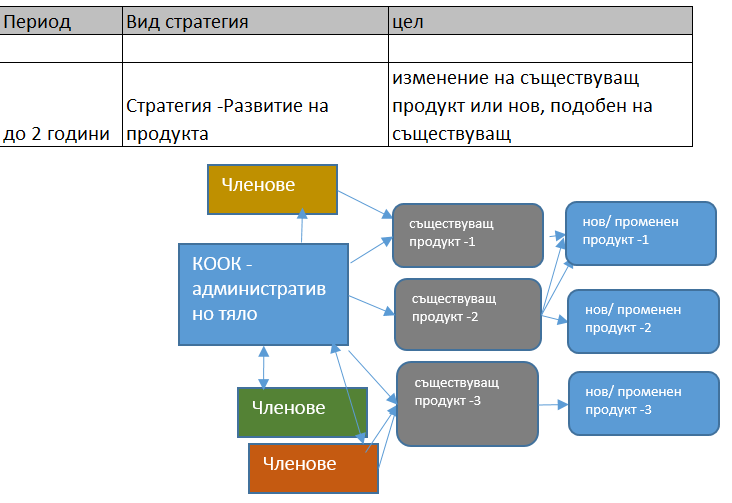 Период
Вид стратегия
цел
до 2 години
Стратегия -Развитие на
продукта
изменение на съществуващ
продукт или нов, подобен на
съществуващ
Членове
съществуващ
продукт -1
нов/ променен
продукт -1
КООК -
административ
но тяло
съществуващ
продукт -2
нов/ променен
продукт -2
съществуващ
продукт -3
нов/ променен
продукт -3
Членове
Членове